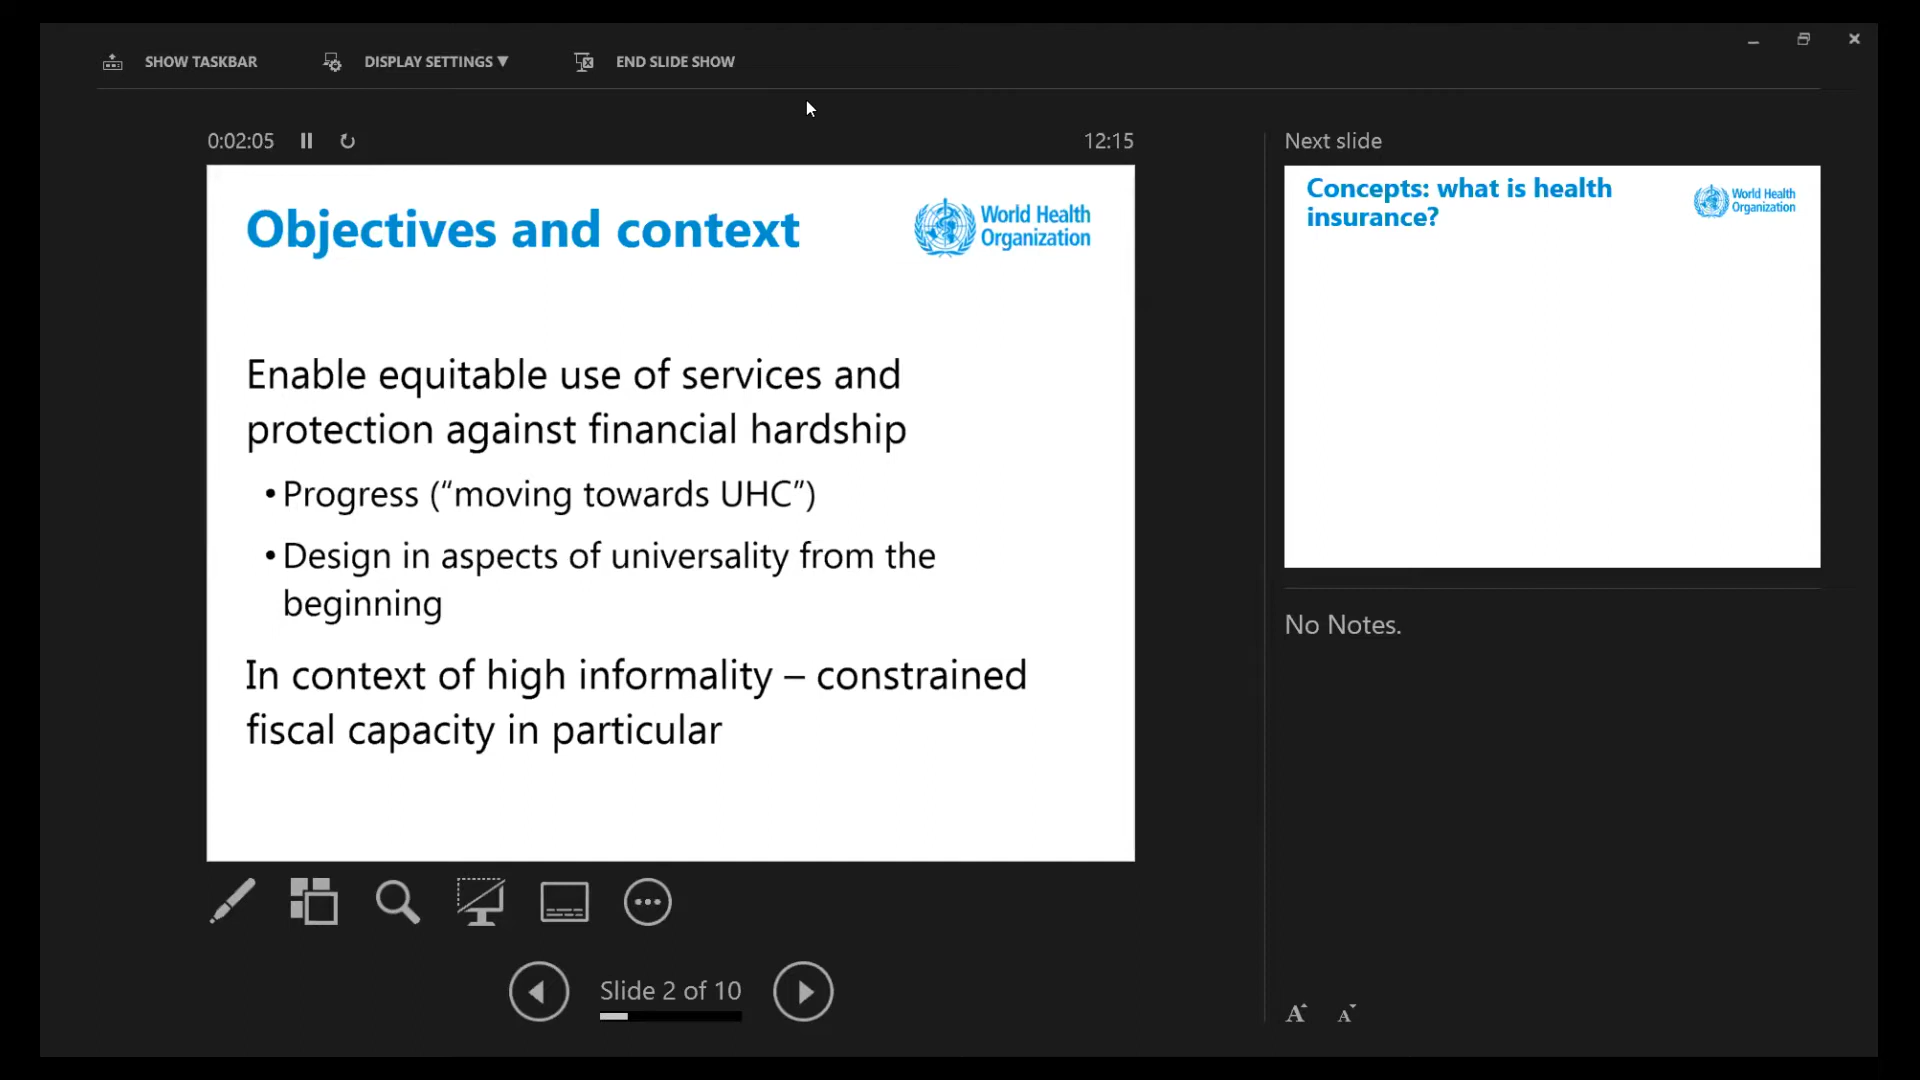 SHOW TASKBAR
DISPLAY SETTINGS ▼
END SLIDE SHOW
0:02:05
12:15
Objectives and context
World Health
Organization
Enable equitable use of services and
protection against financial hardship
•Progress (“moving towards UHC”)
•Design in aspects of universality from the
beginning
In context of high informality – constrained
fiscal capacity in particular
Slide 2 of 10
Next slide
Concepts: what is health
insurance?
World Health
Organization
No Notes.
A
A